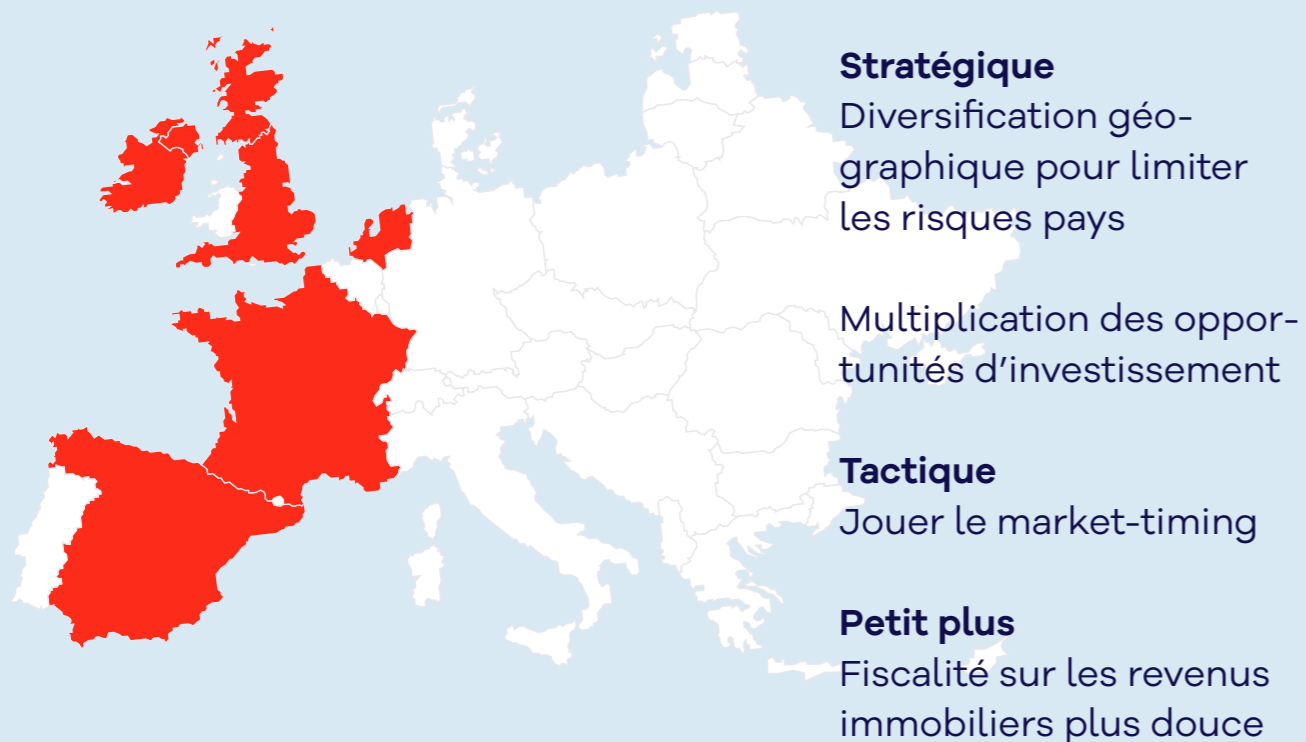 Stratégique
Diversification géo-
graphique pour limiter
les risques pays
Multiplication des oppor-
tunités d’investissement
Tactique
Jouer le market-timing
Petit plus
Fiscalité sur les revenus
immobiliers plus douce